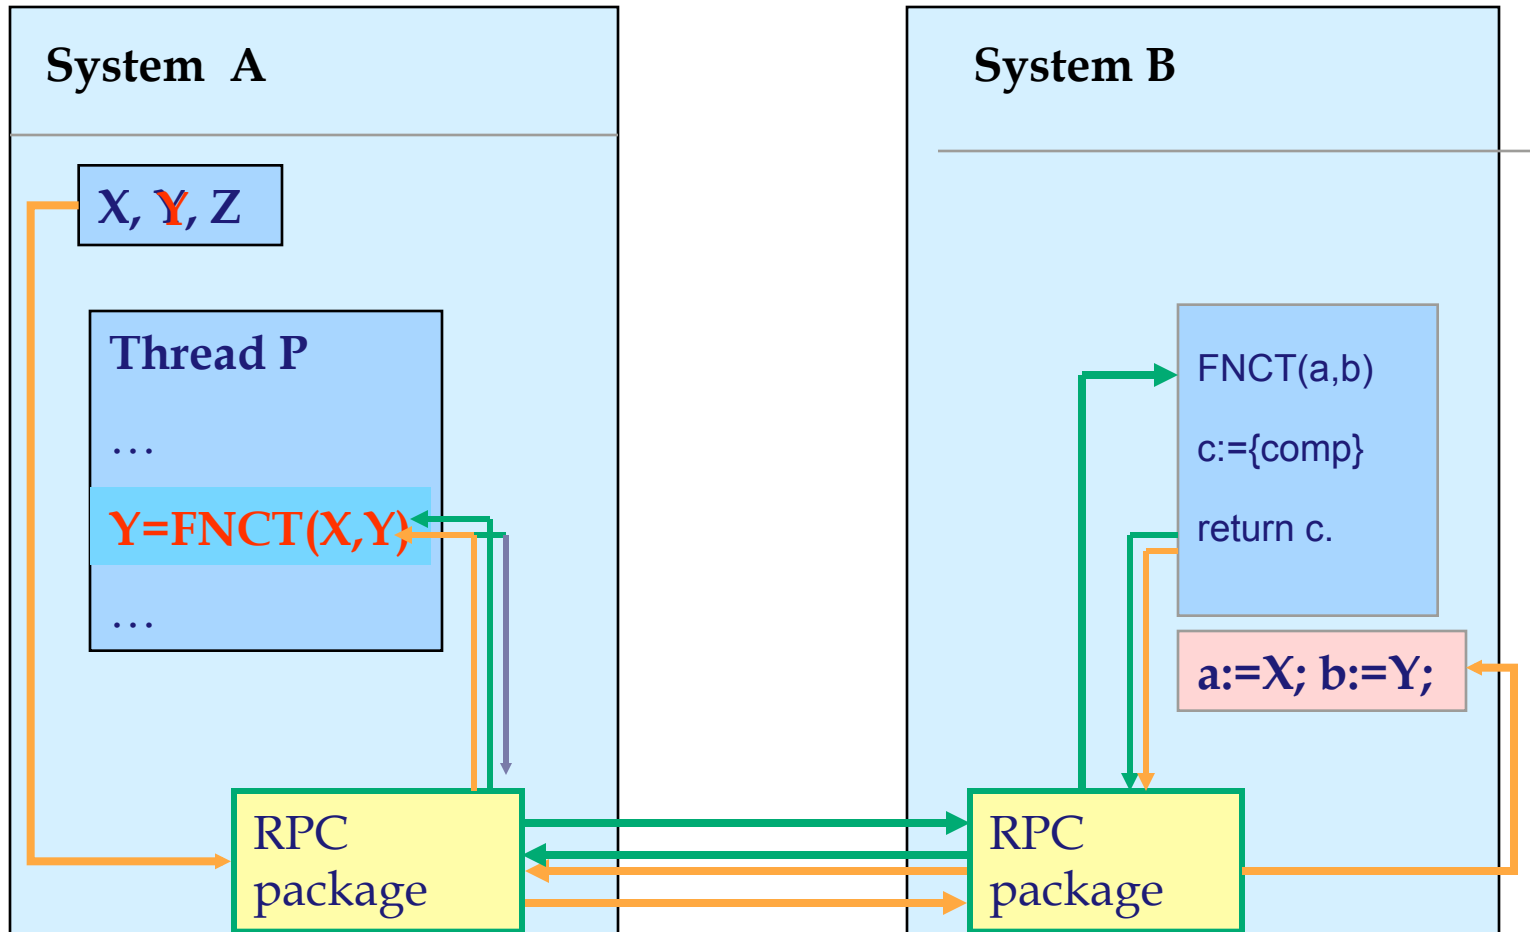 System A
X, Y, Z
Thread P
…
Y=FNCT(X,Y)
…
RPC
package
System B
FNCT(a,b)
c:={comp}
return c.
a:=X; b:=Y;
RPC
package